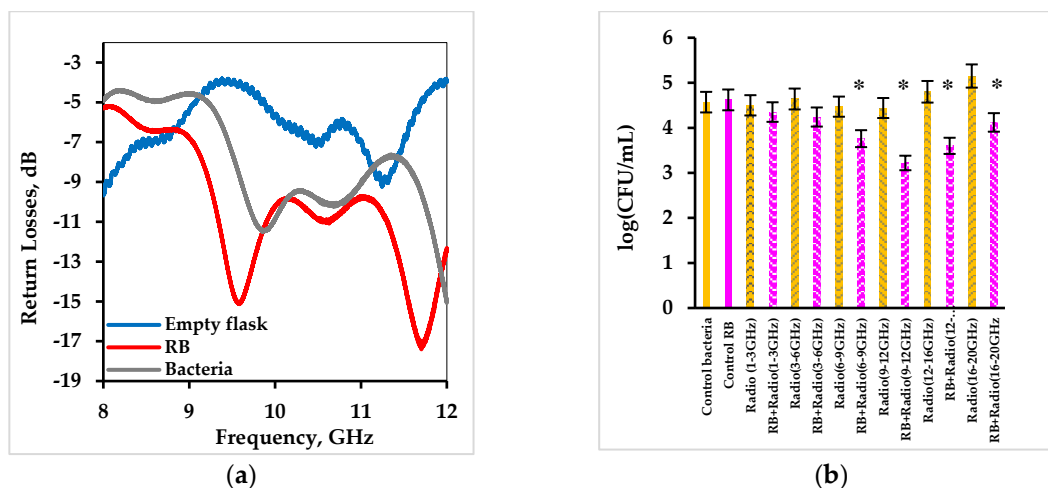 -3
-5
-7
-9
-11
-13
-15
-17
-19
Return Losses, dB
Empty flask
RB
Bacteria
8 9 10 11 12
Frequency, GHz
(a)
6
5
4
3
2
1
0
log(CFU/mL)
* * * *
Control bacteria
Control RB
Radio (1-3GHz)
RB+Radio(1-3GHz)
Radio(3-6GHz)
RB+Radio(3-6GHz)
Radio(6-9GHz)
RB+Radio(6-9GHz)
Radio(9-12GHz)
RB+Radio(9-12GHz)
Radio(12-16GHz)
RB+Radio(12-…
Radio(16-20GHz)
RB+Radio(16-20GHz
(b)